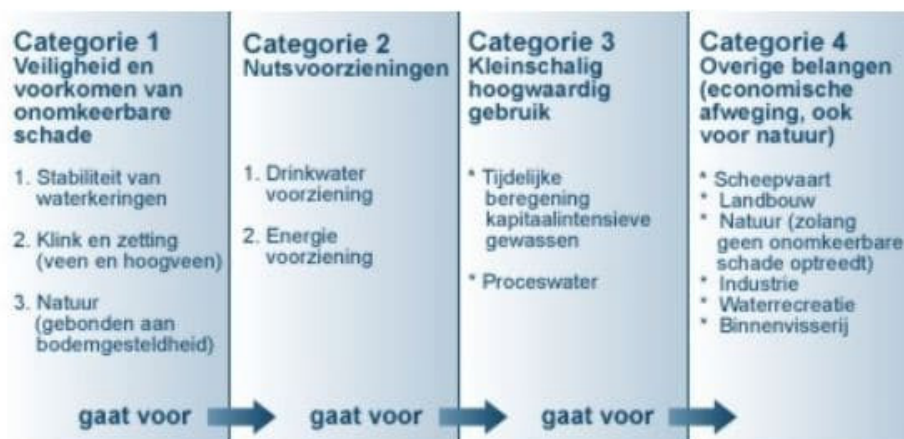 Categorie 1
Veiligheid en
voorkomen van
onomkeerbare
schade
1. Stabiliteit van
waterkeringen
2. Klink en zetting
(veen en hoogveen)
3. Natuur
(gebonden aan
bodemgesteldheid)
gaat voor
Categorie 2
Nutsvoorzieningen
1. Drinkwater
voorziening
2. Energie
voorziening
gaat voor
Categorie 3
Kleinschalig
hoogwaardig
gebruik
* Tijdelijke
beregening
kapitaalintensieve
gewassen
* Proceswater
gaat voor
Categorie 4
Overige belangen
(economische
afweging, ook
voor natuur)
* Scheepvaart
* Landbouw
* Natuur (zolang
geen onomkeerbare
schade optreedt)
* Industrie
* Waterrecreatie
* Binnenvisserij